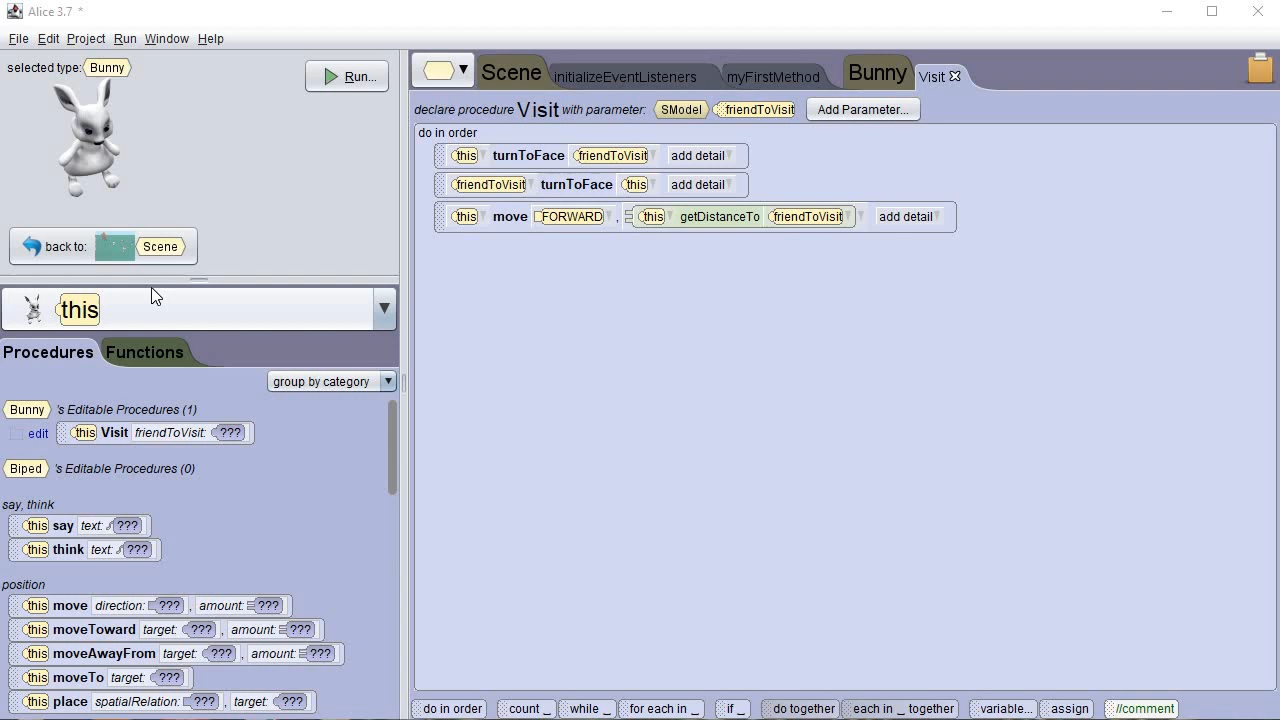 Alice 3.7 *
File Edit Project Run Window Help
selected type: Bunny
Run...
back to: Scene
this
Procedures Functions
group by category
Bunny 's Editable Procedures (1)
edit this Visit friendToVisit: ???
Biped 's Editable Procedures (0)
say, think
this say text: ???
this think text: ???
position
this move direction: ??? , amount: ???
this moveToward target: ??? , amount: ???
this moveAwayFrom target: ??? , amount: ???
this moveTo target: ???
this place spatialRelation: ??? , target: ???
Scene initializeEventListeners myFirstMethod Bunny Visit
declare procedure Visit with parameter: SModel friendToVisit Add Parameter...
do in order
this turnToFace friendToVisit add detail
friendToVisit turnToFace this add detail
this move FORWARD , this getDistanceTo friendToVisit add detail
do in order count _ while _ for each in _ if _ do together each in _ together variable... assign //comment